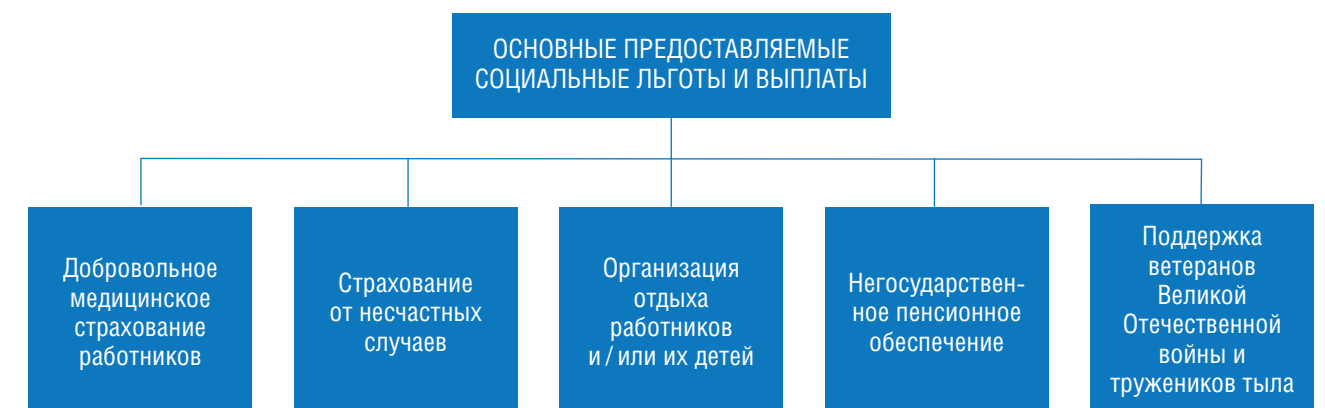 ОСНОВНЫЕ ПРЕДОСТАВЛЯЕМЫЕ
СОЦИАЛЬНЫЕ ЛЬГОТЫ И ВЫПЛАТЫ
Добровольное
медицинское
страхование
работников
Страхование
от несчастных
случаев
Организация
отдыха
работников
и / или их детей
Негосударствен-
ное пенсионное
обеспечение
Поддержка
ветеранов
Великой
Отечественной
войны и
тружеников тыла